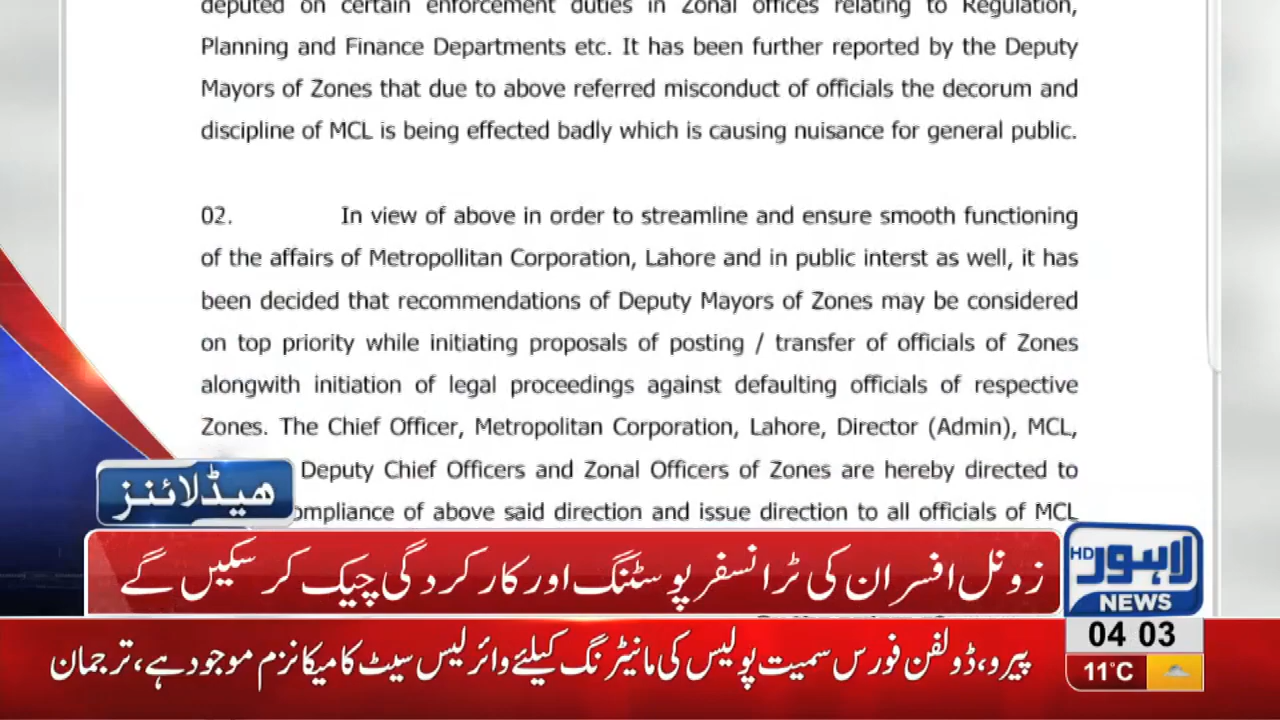 deputed on certain enforcement duties in Zonal offices relating to Regulation,
Planning and Finance Departments etc. It has been further reported by the Deputy
Mayors of Zones that due to above referred misconduct of officials the decorum and
discipline of MCL is being effected badly which is causing nuisance for general public.
02. In view of above in order to streamline and ensure smooth functioning
of the affairs of Metropollitan Corporation, Lahore and in public interst as well, it has
been decided that recommendations of Deputy Mayors of Zones may be considered
on top priority while initiating proposals of posting / transfer of officials of Zones
alongwith initiation of legal proceedings against defaulting officials of respective
Zones. The Chief Officer, Metropolitan Corporation, Lahore, Director (Admin), MCL,
Deputy Chief Officers and Zonal Officers of Zones are hereby directed to
ompliance of above said direction and issue direction to all officials of MCL
ھیڈلائنز
زونل افسران کی ٹرانسفر پوسٹنگ اور کارکردگی چیک کر سکیں گے
لاہور HD
NEWS
04 03
11°C
پیرو، ڈولفن فورس سمیت پولیس کی مانیٹرنگ کیلئے وائرلیس سیٹ کا میکانزم موجود ہے، ترجمان